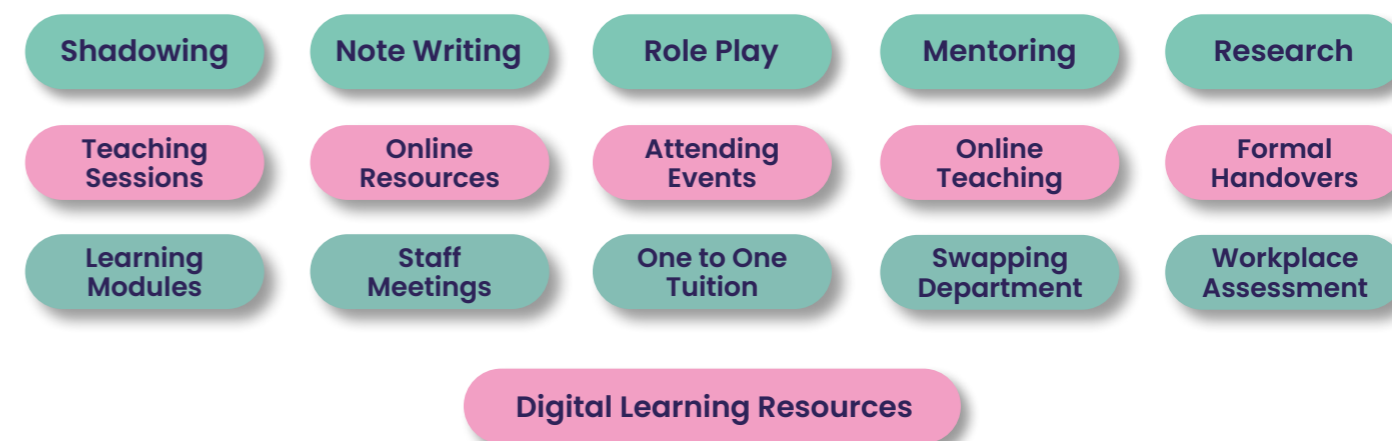 Shadowing
Note Writing
Role Play
Mentoring
Research
Teaching
Sessions
Online
Resources
Attending
Events
Online
Teaching
Formal
Handovers
Learning
Modules
Staff
Meetings
One to One
Tuition
Swapping
Department
Workplace
Assessment
Digital Learning Resources